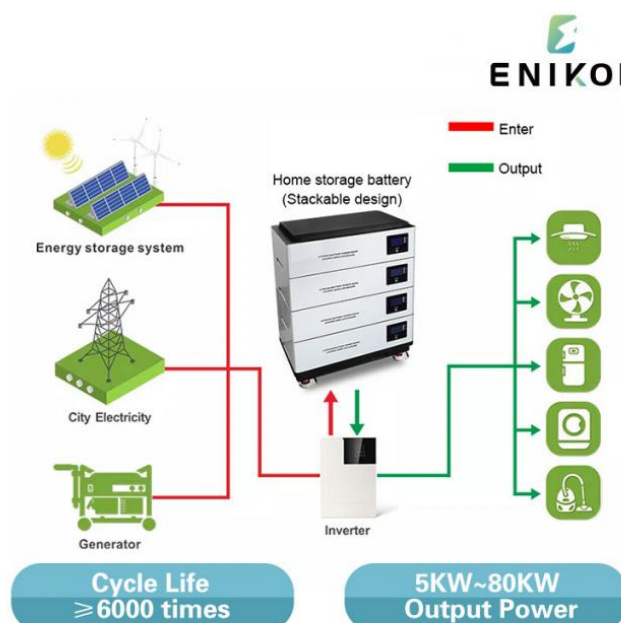 ENIKO
Enter
Output
Home storage battery
(Stackable design)
Energy storage system
City Electricity
Generator
Inverter
Cycle Life
≥6000 times
5KW~80KW
Output Power